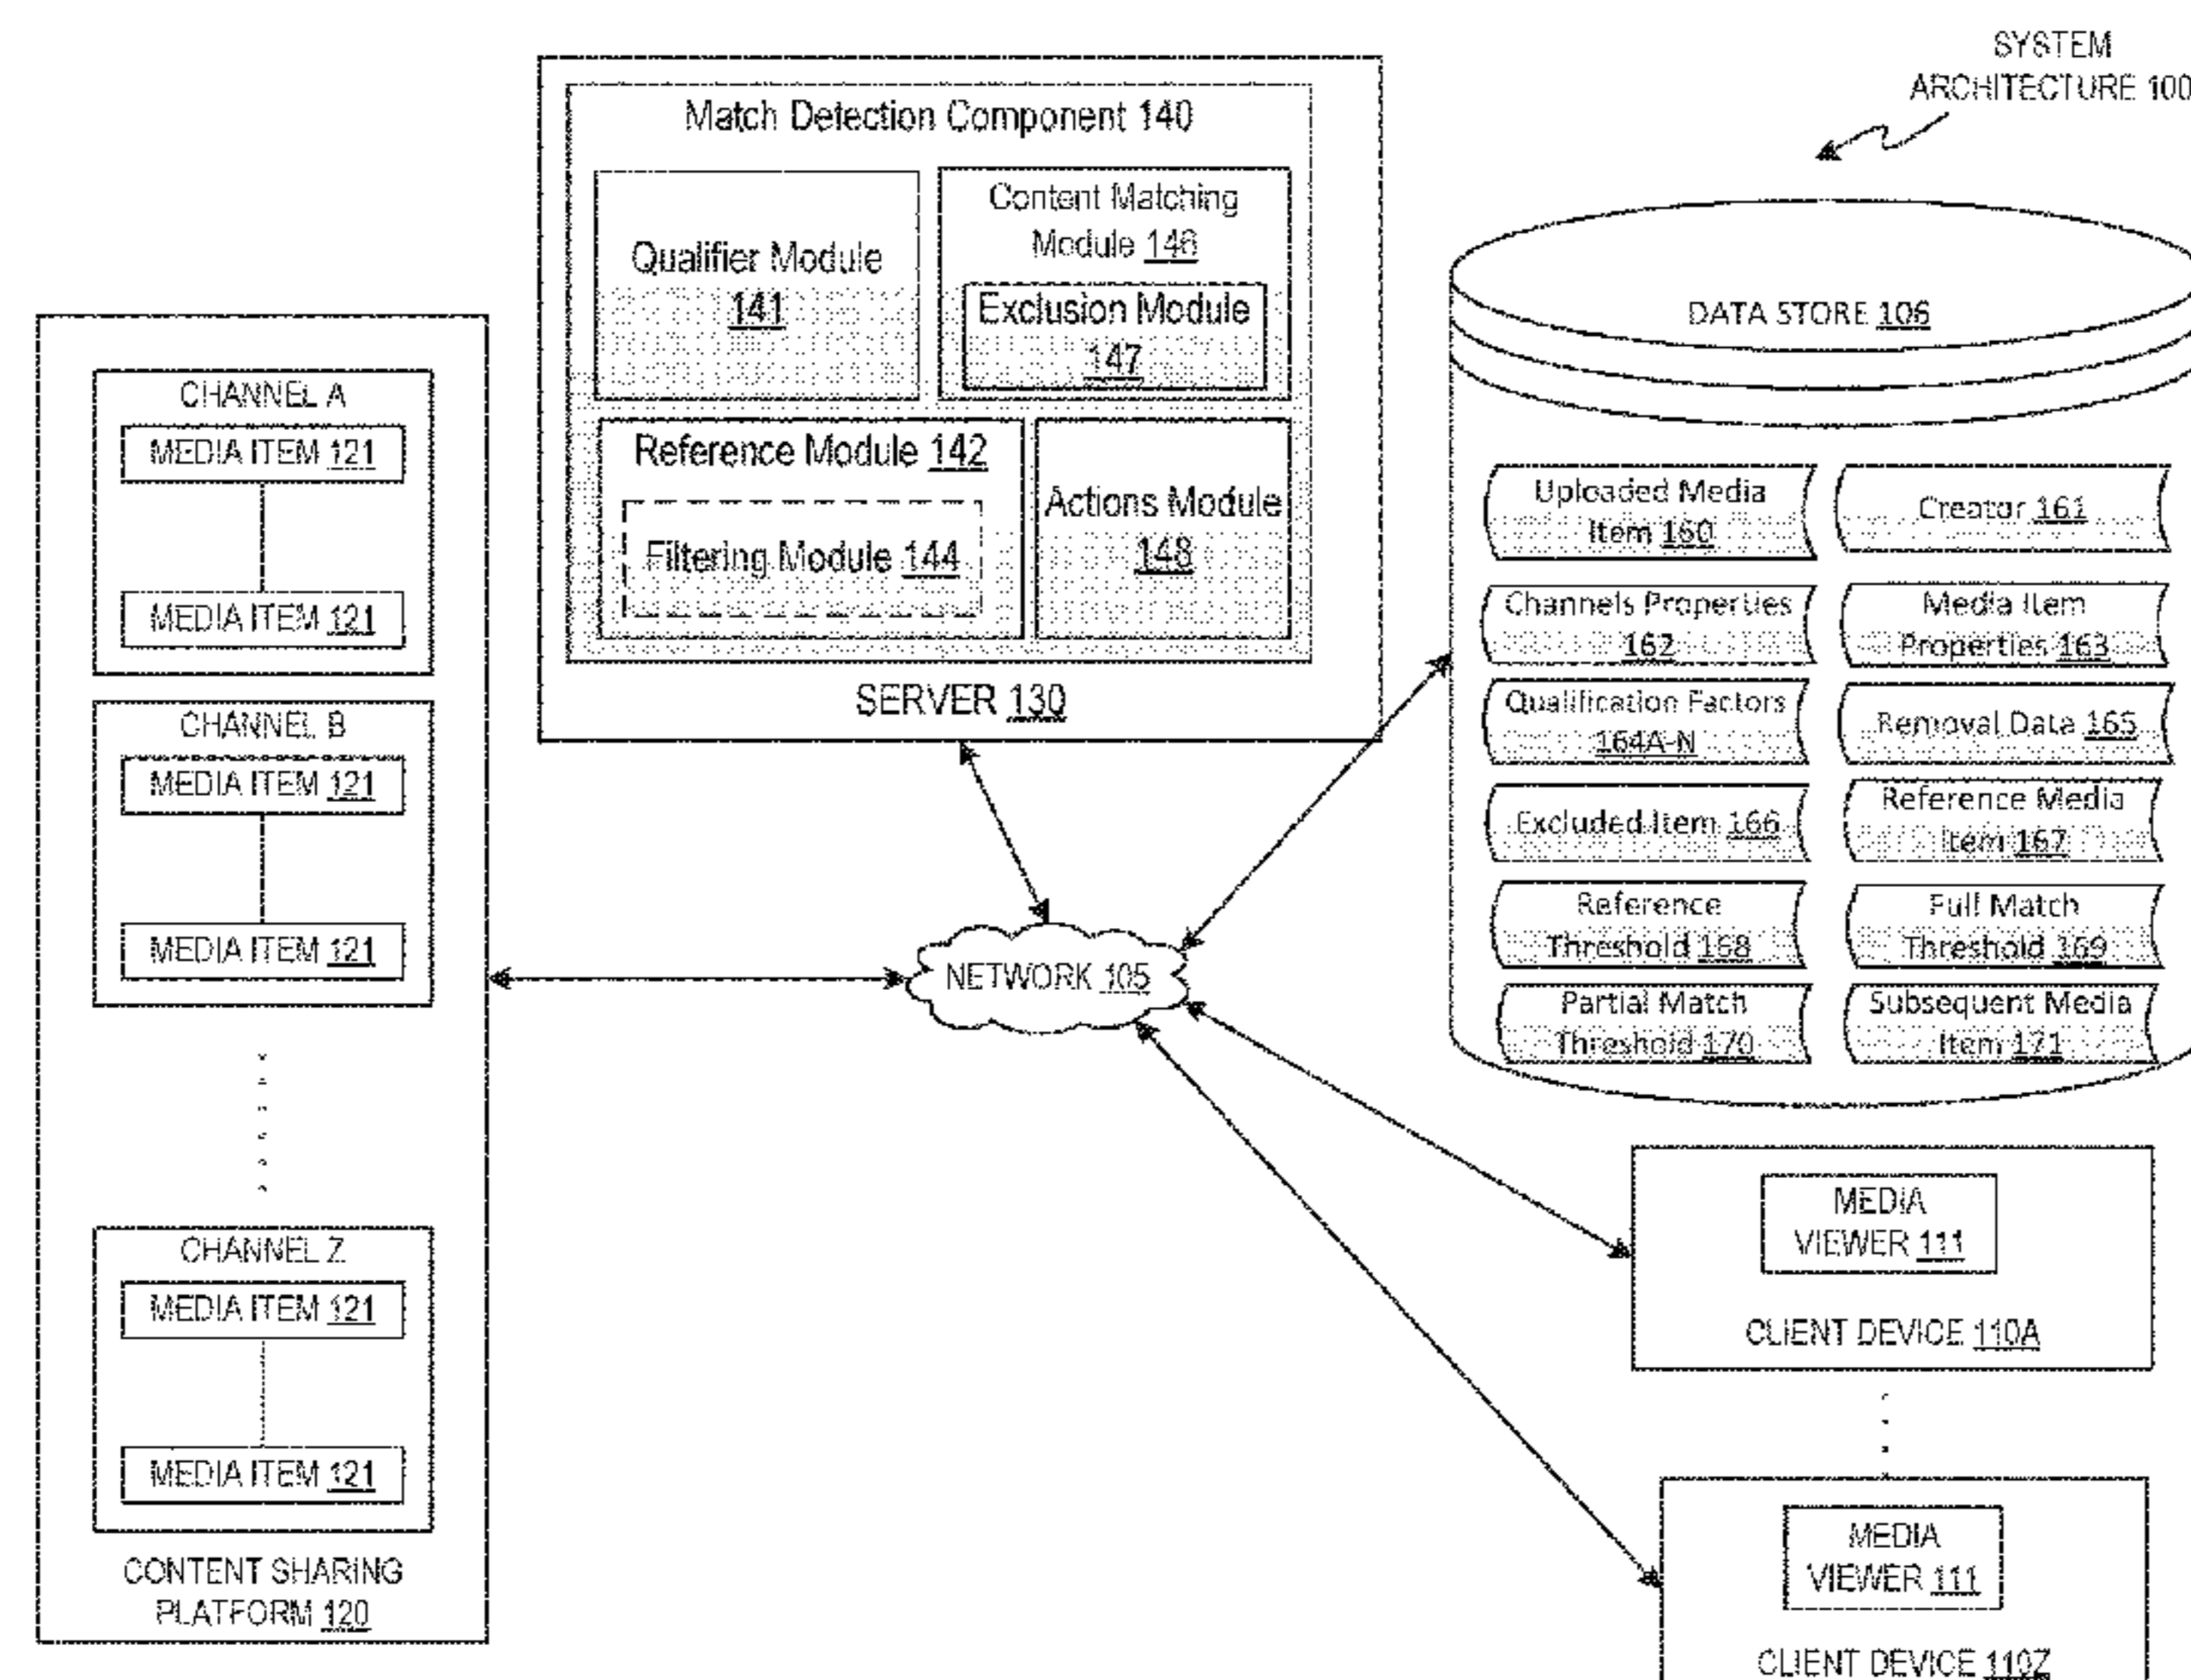 SYSTEM
ARCHITECTURE 100
Match Detection Component 140
Qualifier Module
141
Content Matching
Module 146
Exclusion Module
147
Reference Module 142
Filtering Module 144
Actions Module
148
SERVER 130
CHANNEL A
MEDIA ITEM 121
MEDIA ITEM 121
CHANNEL B
MEDIA ITEM 121
MEDIA ITEM 121
CHANNEL Z
MEDIA ITEM 121
MEDIA ITEM 121
CONTENT SHARING
PLATFORM 120
NETWORK 105
DATA STORE 106
Uploaded Media
Item 160
Creator 161
Channels Properties
162
Media Item
Properties 163
Qualification Factors
164A-N
Removal Data 165
Excluded Item 166
Reference Media
Item 167
Reference
Threshold 168
Full Match
Threshold 169
Partial Match
Threshold 170
Subsequent Media
Item 171
MEDIA
VIEWER 111
CLIENT DEVICE 110A
MEDIA
VIEWER 111
CLIENT DEVICE 110Z